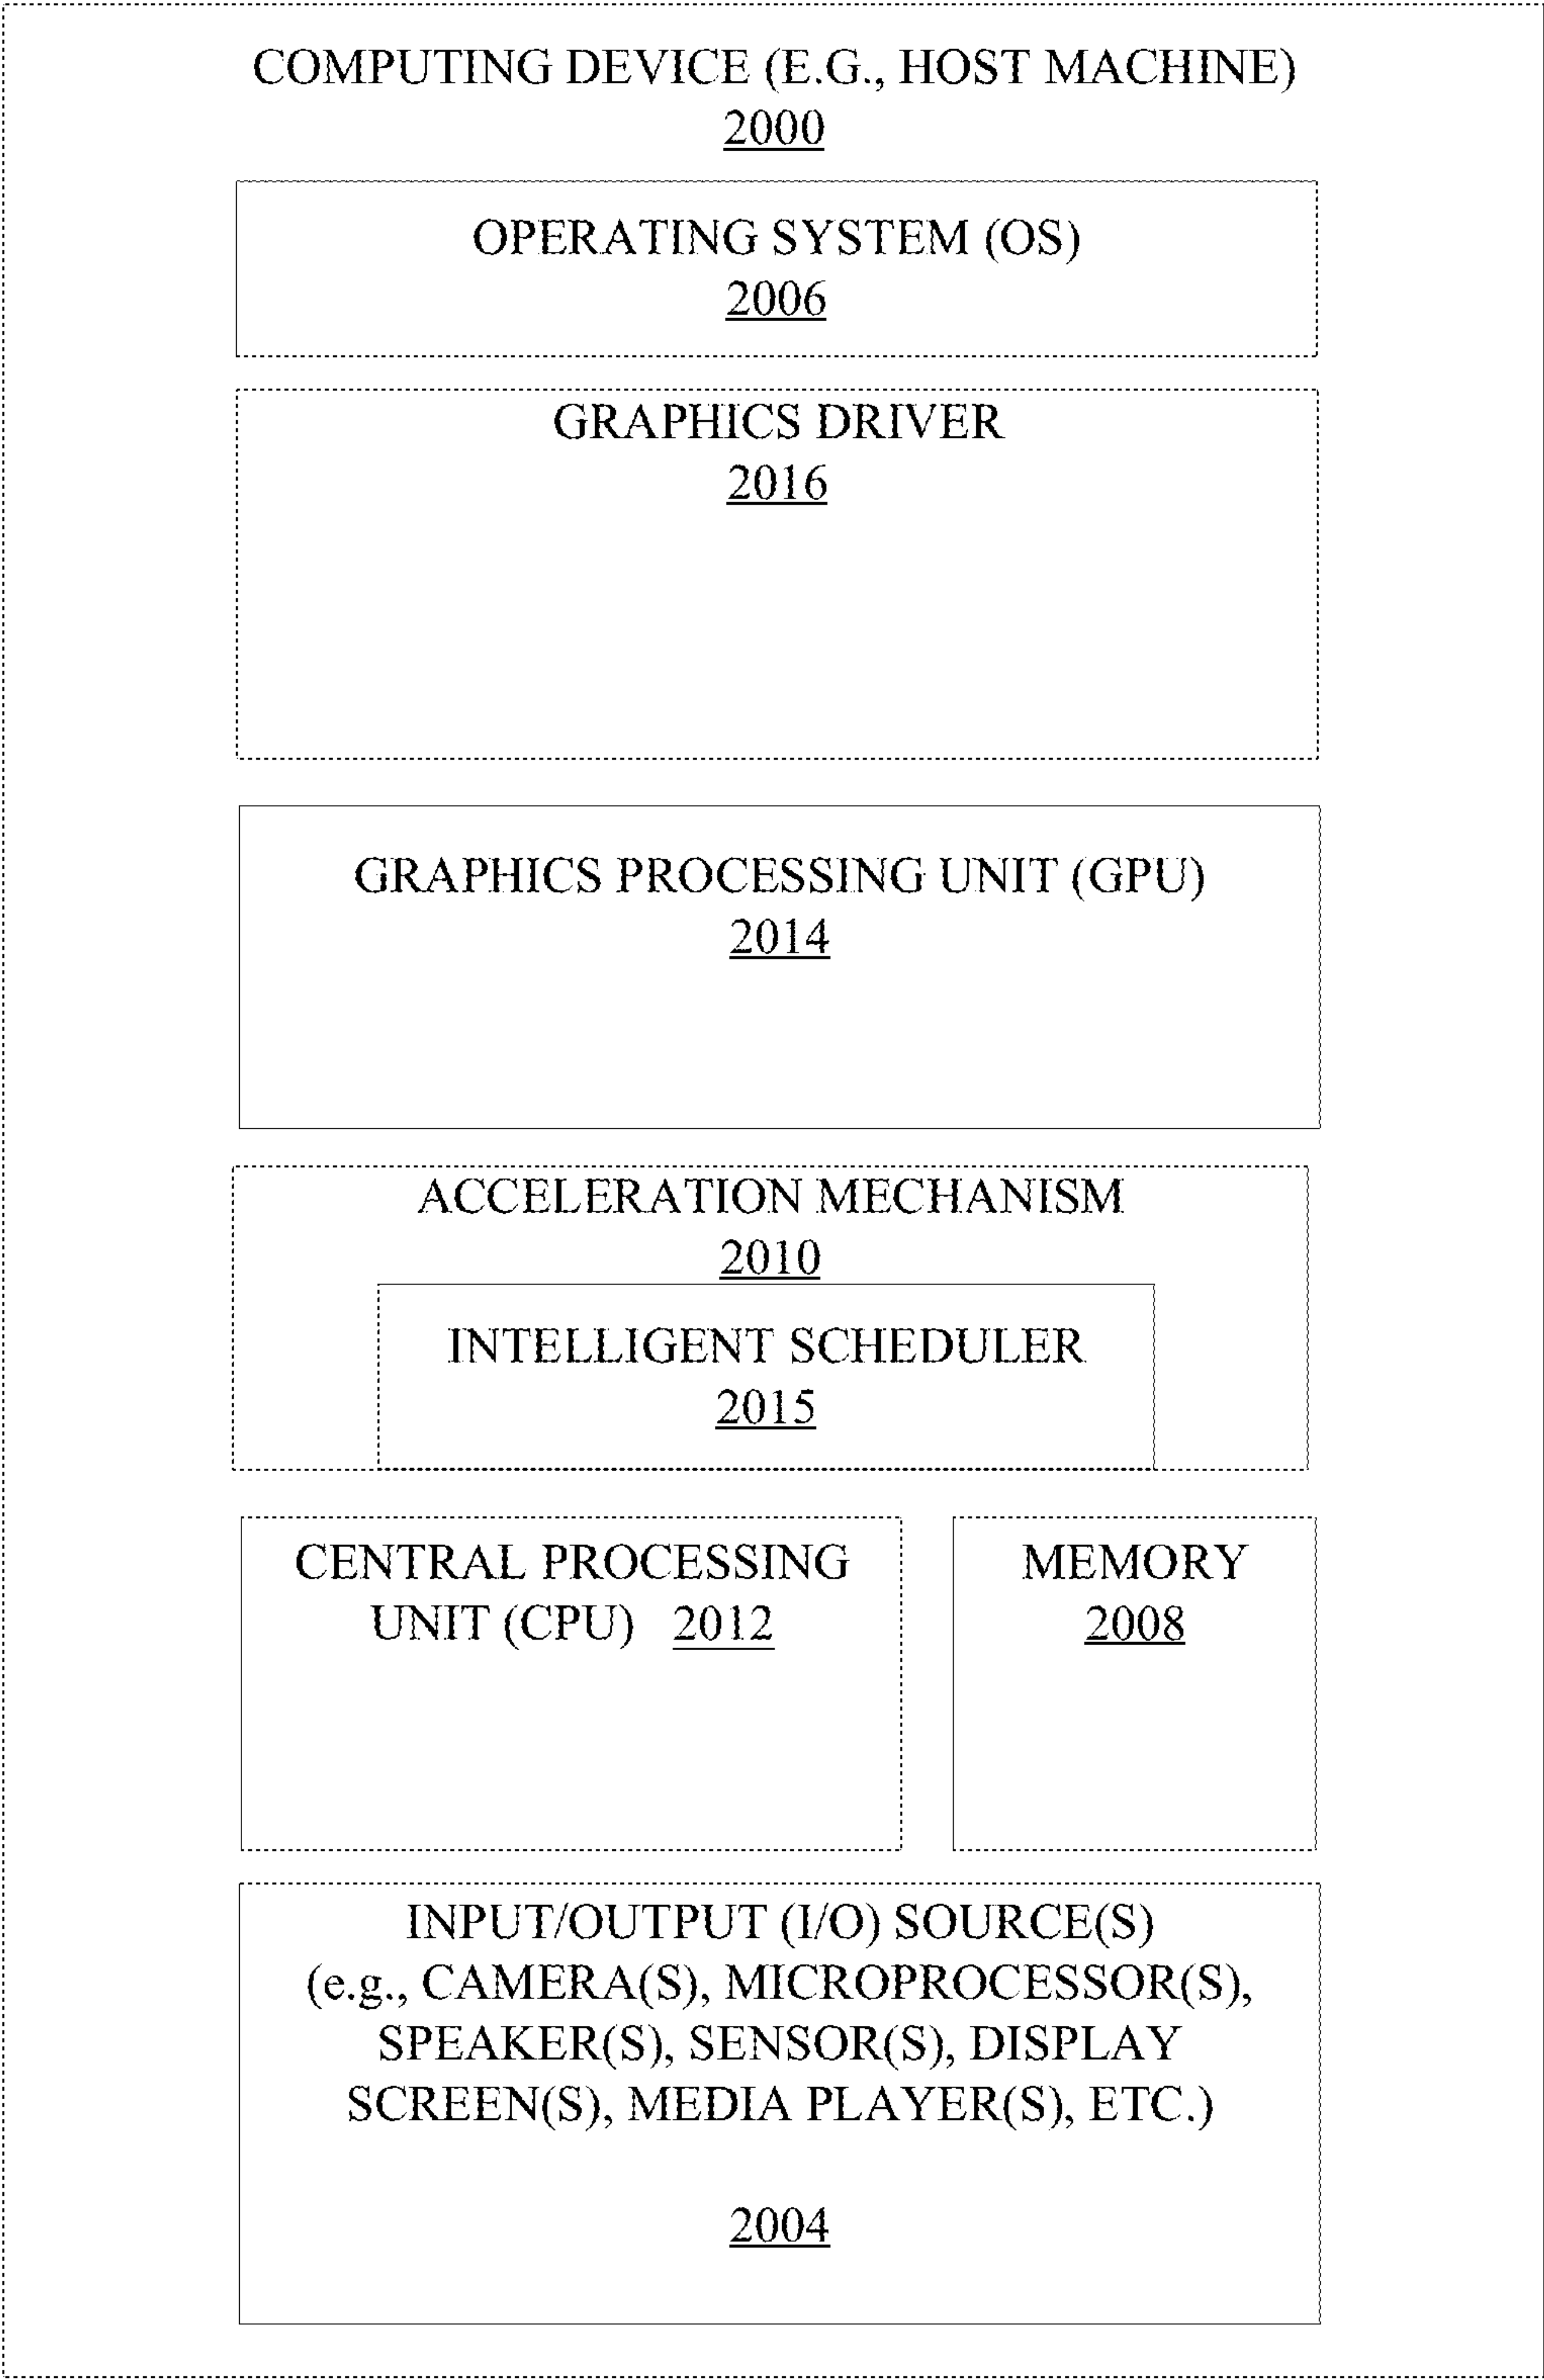 COMPUTING DEVICE (E.G., HOST MACHINE)
2000
OPERATING SYSTEM (OS)
2006
GRAPHICS DRIVER
2016
GRAPHICS PROCESSING UNIT (GPU)
2014
ACCELERATION MECHANISM
2010
INTELLIGENT SCHEDULER
2015
CENTRAL PROCESSING
UNIT (CPU) 2012
MEMORY
2008
INPUT/OUTPUT (I/O) SOURCE(S)
(e.g., CAMERA(S), MICROPROCESSOR(S),
SPEAKER(S), SENSOR(S), DISPLAY
SCREEN(S), MEDIA PLAYER(S), ETC.)
2004